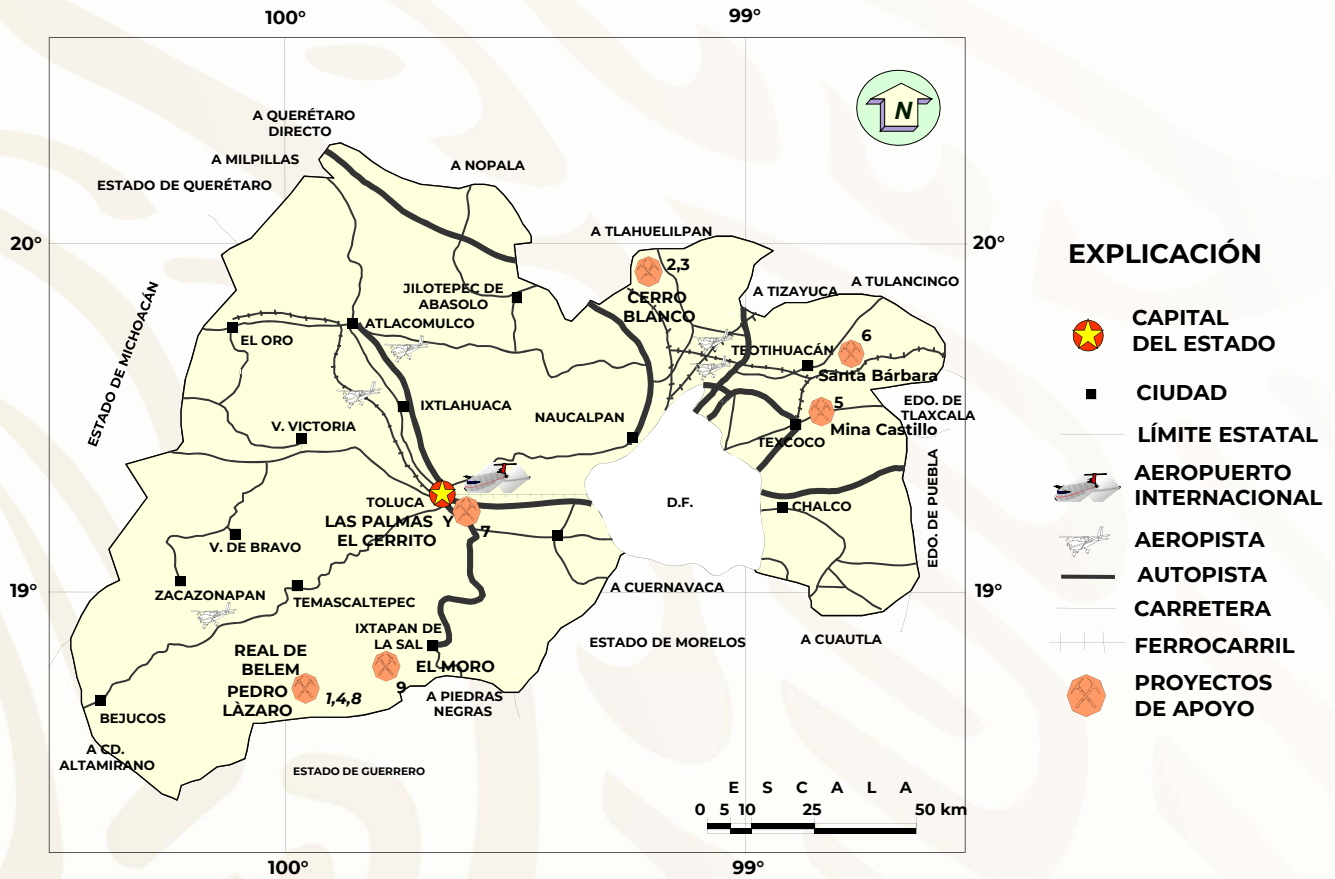 100°
99°
A QUERÉTARO
DIRECTO
A MILPILLAS
A NOPALA
ESTADO DE QUERÉTARO
N
A TLAHUELILPAN
20°
20°
2,3
CERRO
BLANCO
JILOTEPEC DE
ABASOLO
A TIZAYUCA
A TULANCINGO
ESTADO DE MICHOACÁN
ATLACOMULCO
EL ORO
6
TEOTIHUACÁN
Santa Bárbara
IXTLAHUACA
NAUCALPAN
5
EDO. DE
TLAXCALA
Mina Castillo
TEXCOCO
V. VICTORIA
TOLUCA
D.F.
CHALCO
EDO. DE PUEBLA
LAS PALMAS Y
EL CERRITO
7
V. DE BRAVO
19°
19°
ZACAZONAPAN
TEMASCALTEPEC
A CUERNAVACA
IXTAPAN DE
LA SAL
ESTADO DE MORELOS
A CUAUTLA
REAL DE
BELEM
EL MORO
9
PEDRO
LÀZARO
1,4,8
A PIEDRAS
NEGRAS
BEJUCOS
A CD.
ALTAMIRANO
ESTADO DE GUERRERO
E S C A L A
0 5 10 25 50 km
100°
99°
EXPLICACIÓN
CAPITAL
DEL ESTADO
CIUDAD
LÍMITE ESTATAL
AEROPUERTO
INTERNACIONAL
AEROPISTA
AUTOPISTA
CARRETERA
FERROCARRIL
PROYECTOS
DE APOYO